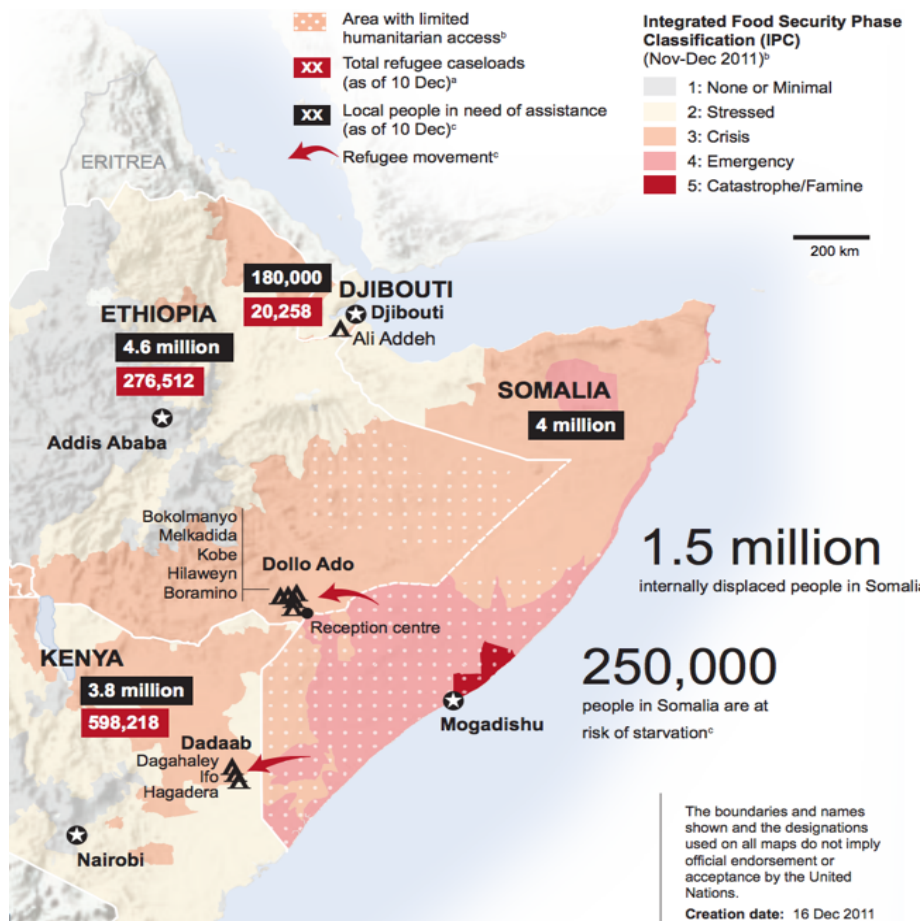 Area with limited
humanitarian accessᵇ
XX Total refugee caseloads
(as of 10 Dec)ᵃ
XX Local people in need of assistance
(as of 10 Dec)ᶜ
Refugee movementᶜ
Integrated Food Security Phase
Classification (IPC)
(Nov-Dec 2011)ᵇ
1: None or Minimal
2: Stressed
3: Crisis
4: Emergency
5: Catastrophe/Famine
200 km
ERITREA
180,000
20,258
DJIBOUTI
Djibouti
Ali Addeh
ETHIOPIA
4.6 million
276,512
Addis Ababa
SOMALIA
4 million
Bokolmanyo
Melkadida
Kobe
Hilaweyn
Boramino
Dollo Ado
Reception centre
1.5 million
internally displaced people in Somalia
KENYA
3.8 million
598,218
Dadaab
Dagahaley
Ifo
Hagadera
Mogadishu
250,000
people in Somalia are at
risk of starvationᶜ
Nairobi
The boundaries and names
shown and the designations
used on all maps do not imply
official endorsement or
acceptance by the United
Nations.
Creation date: 16 Dec 2011